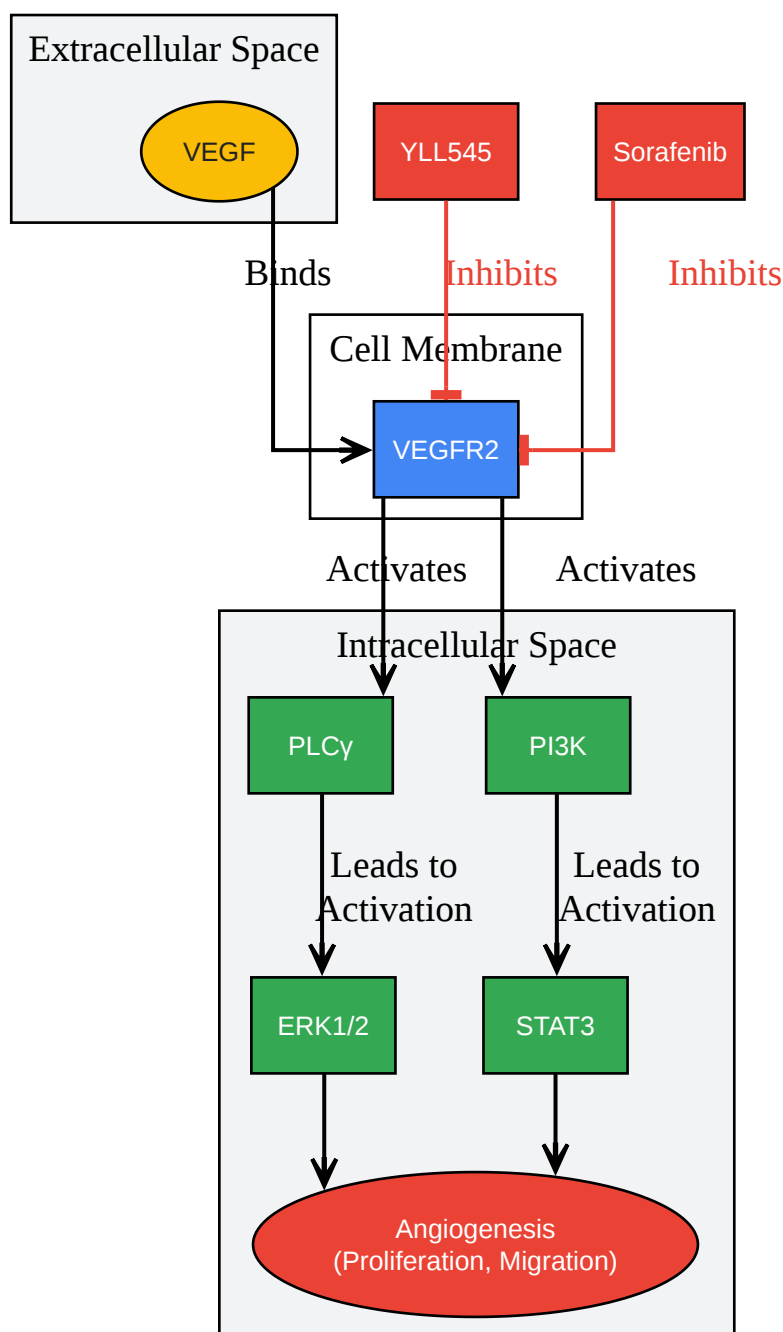 Extracellular Space
VEGF
YLL545
Sorafenib
Binds
Inhibits
Inhibits
Cell Membrane
VEGFR2
Activates
Activates
Intracellular Space
PLCγ
PI3K
Leads to
Activation
Leads to
Activation
ERK1/2
STAT3
Angiogenesis
(Proliferation, Migration)